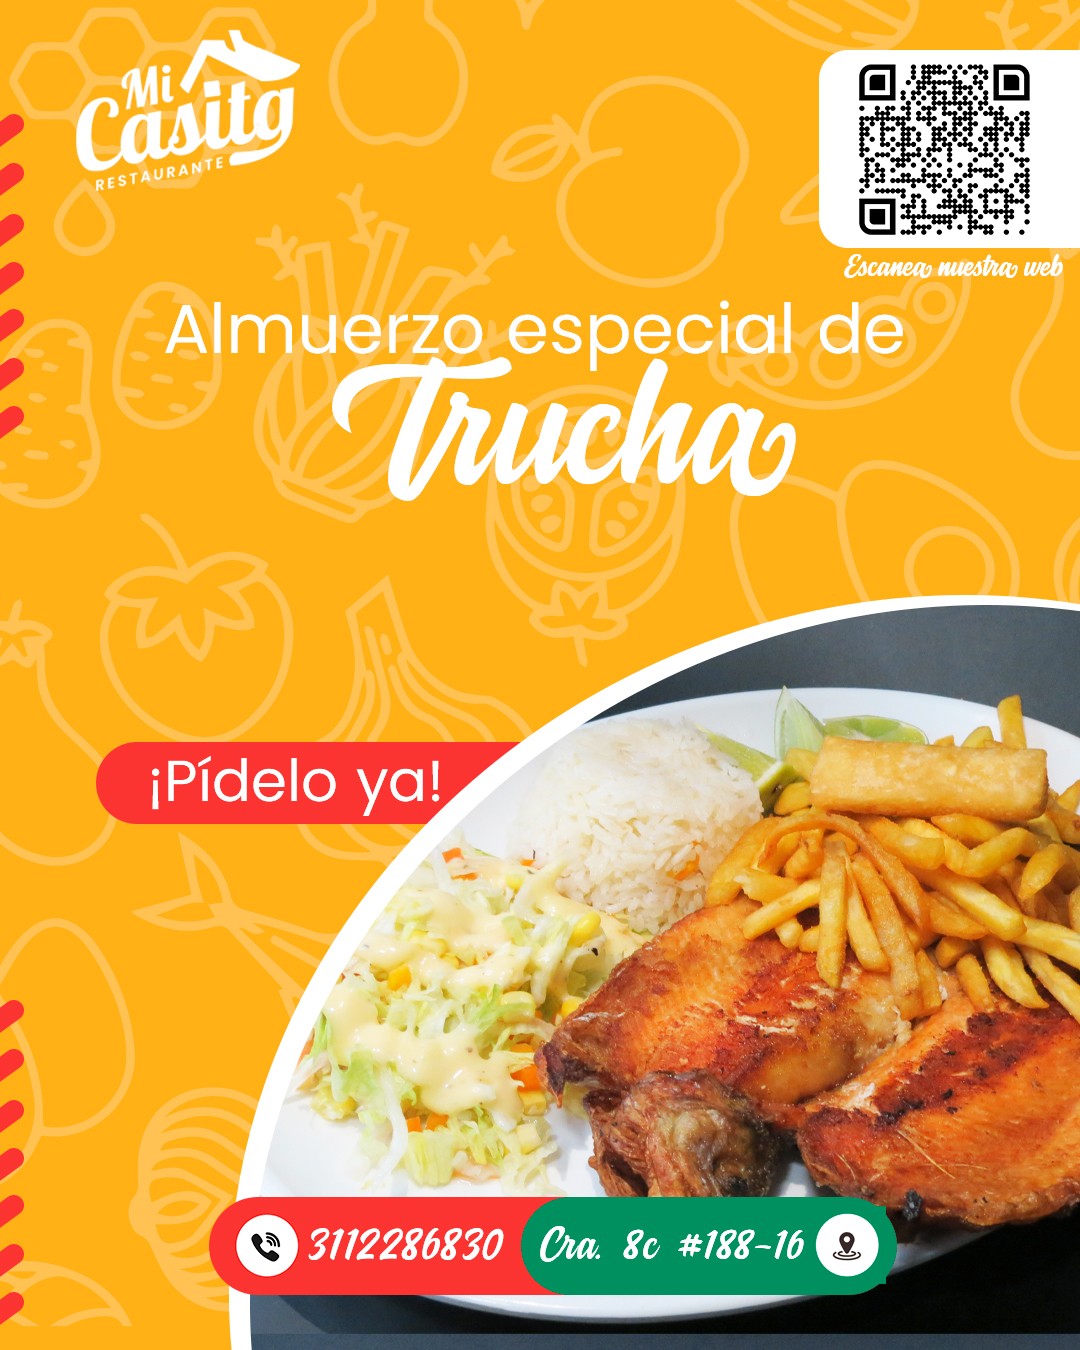 Mi
Casita
RESTAURANTE
Escanea nuestra web
Almuerzo especial de
Trucha
¡Pídelo ya!
3112286830
Cra. 8c #188-16